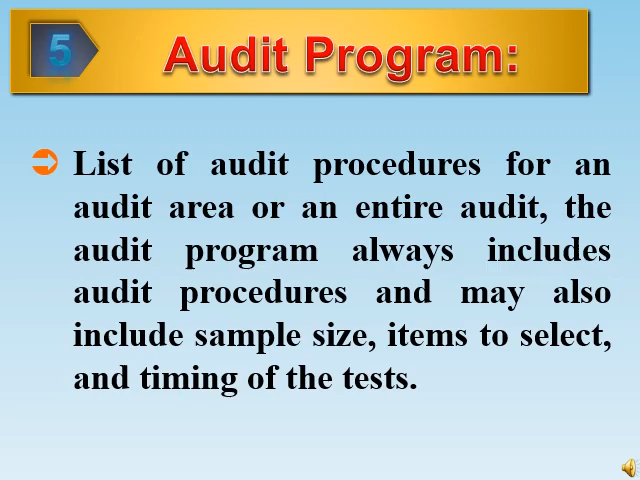 5
Audit Program:
List of audit procedures for an
audit area or an entire audit, the
audit program always includes
audit procedures and may also
include sample size, items to select,
and timing of the tests.